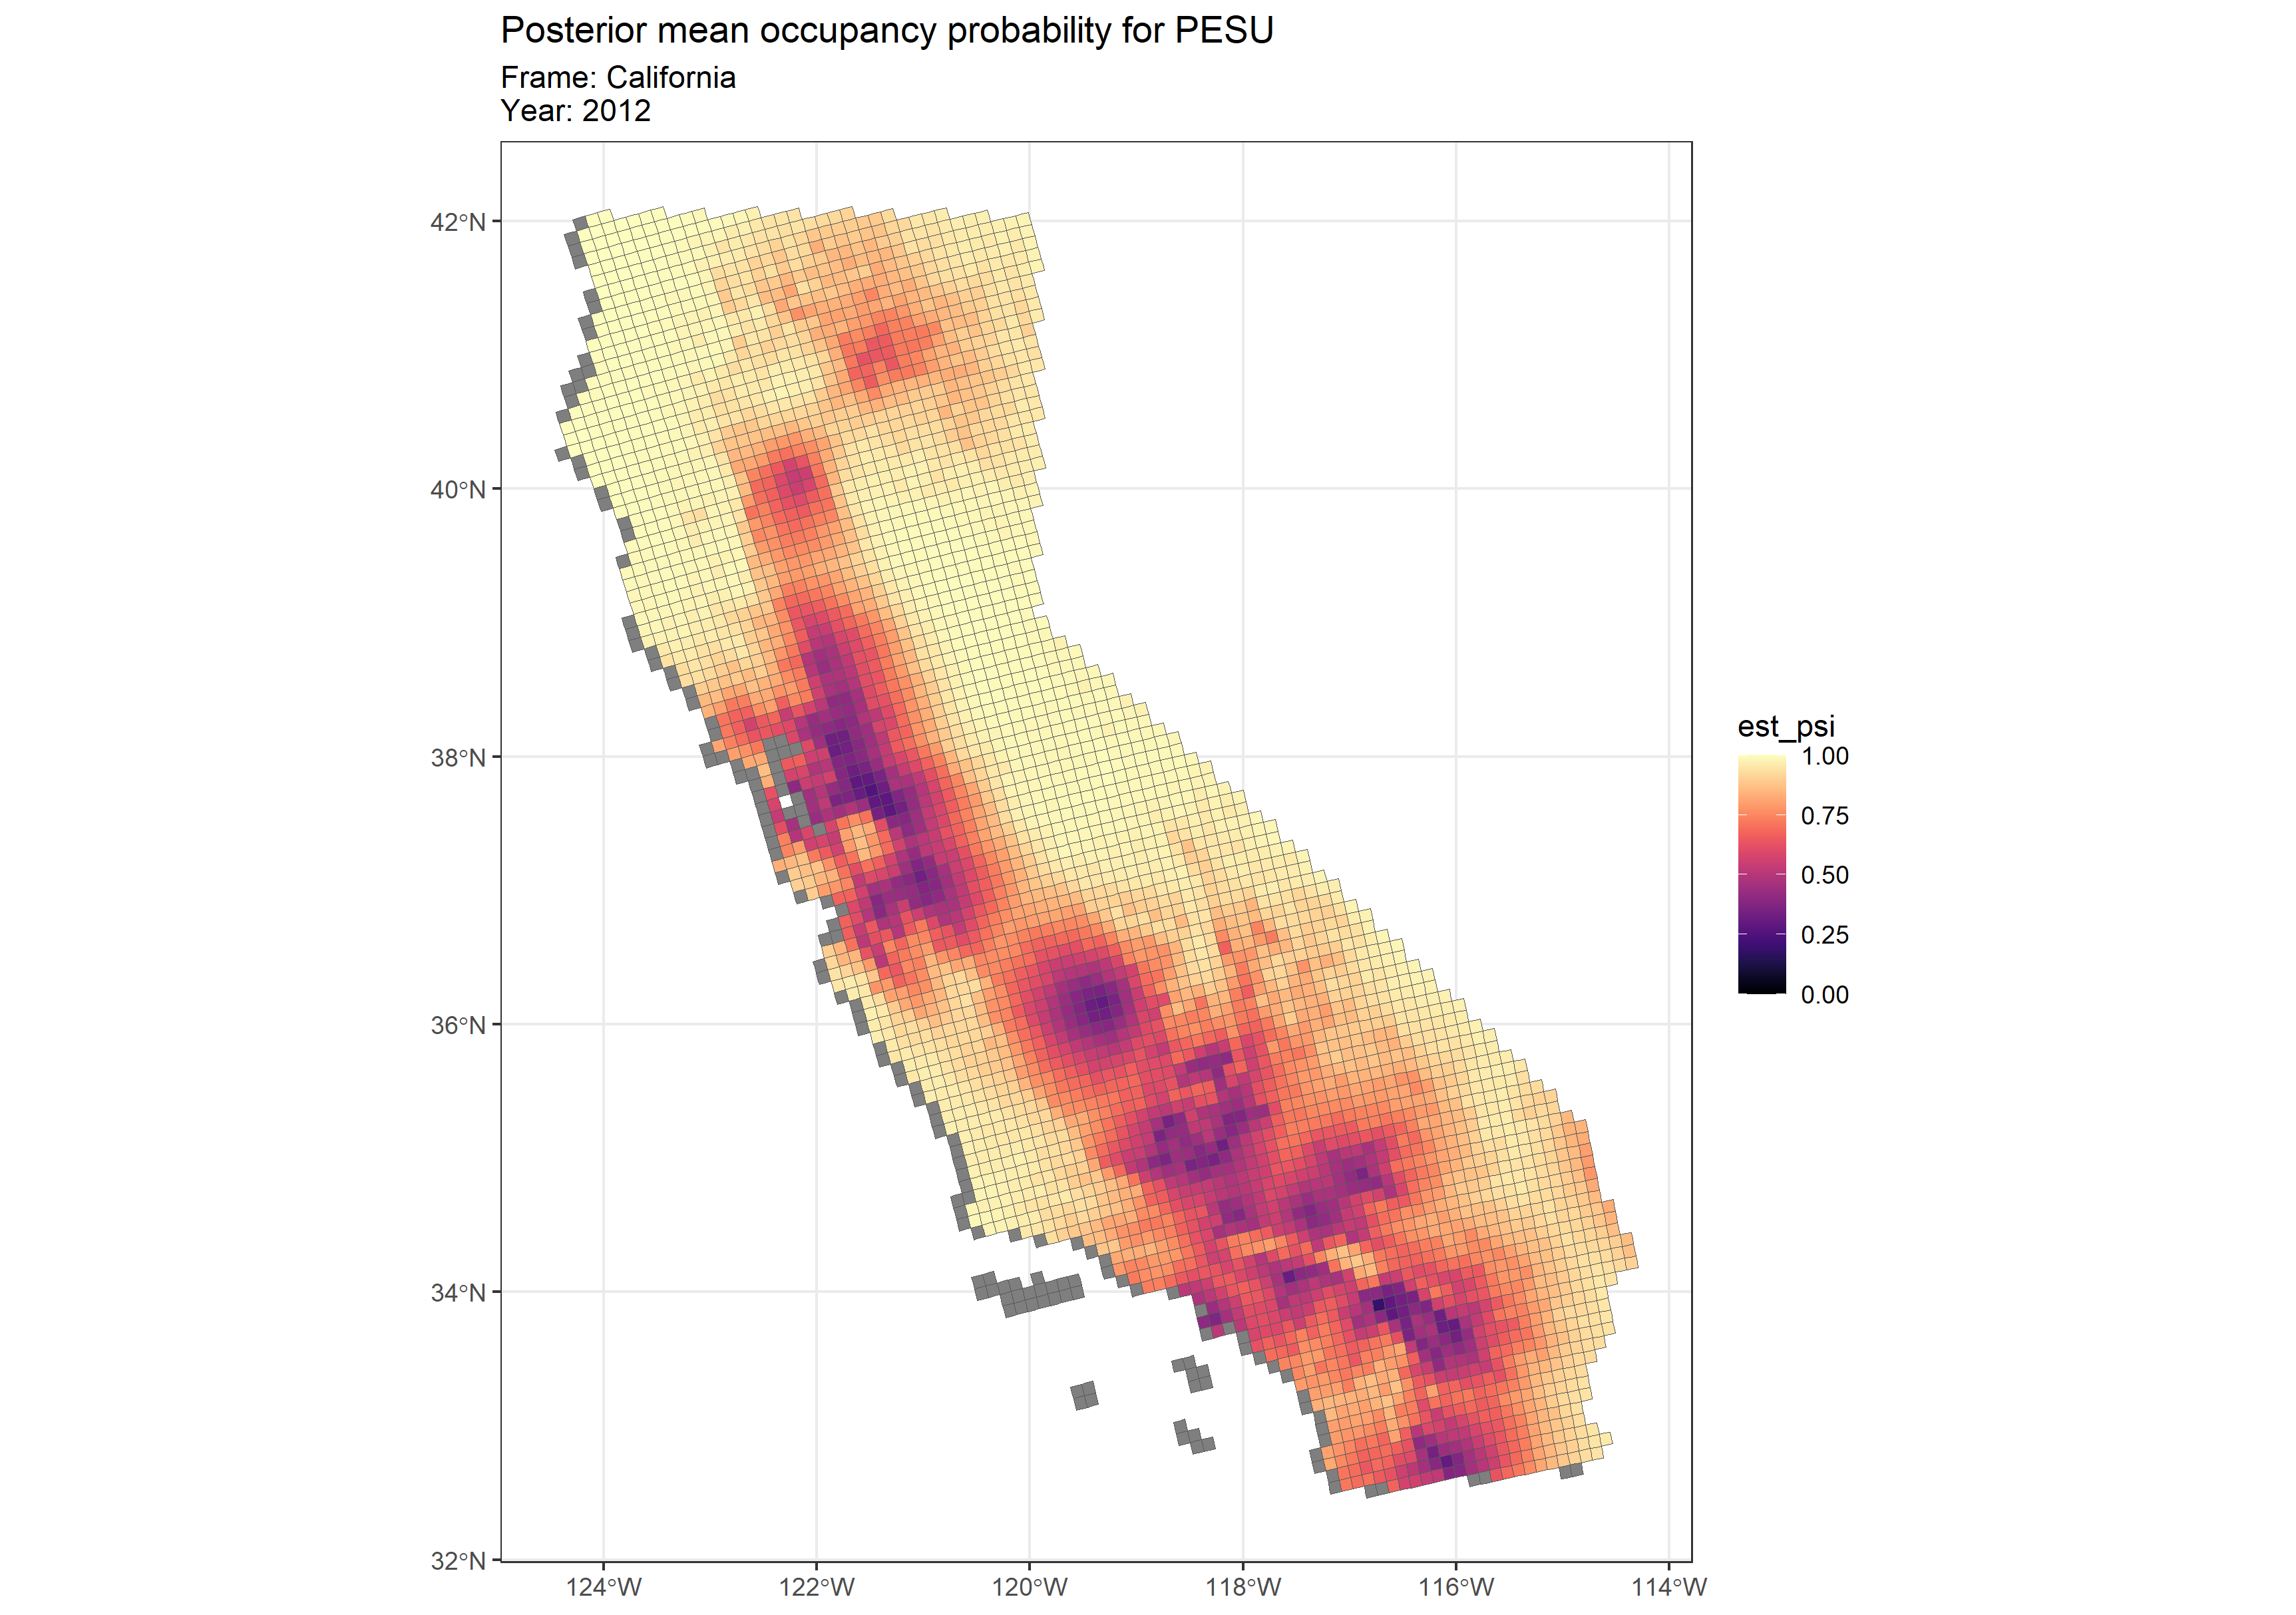 Posterior mean occupancy probability for PESU
Frame: California
Year: 2012
42°N
40°N
38°N
36°N
34°N
32°N
124°W
122°W
120°W
118°W
116°W
114°W
est_psi
1.00
0.75
0.50
0.25
0.00